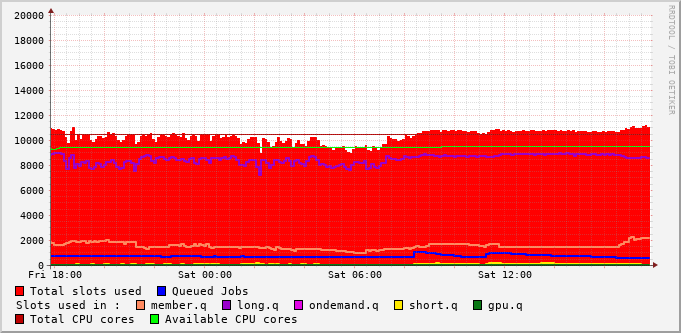 20000
18000
16000
14000
12000
10000
8000
6000
4000
2000
0
Fri 18:00 Sat 00:00 Sat 06:00 Sat 12:00
RRDTOOL / TOBI OETIKER
Total slots used Queued Jobs
Slots used in : member.q long.q ondemand.q short.q gpu.q
Total CPU cores Available CPU cores